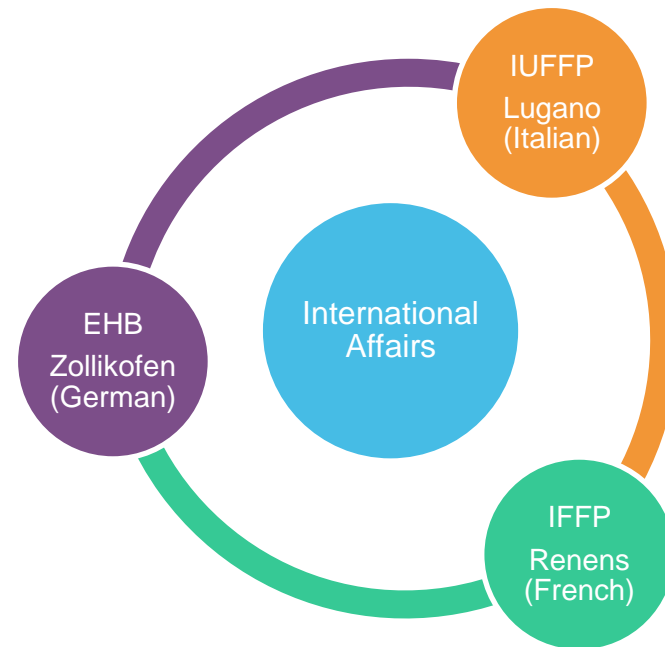 IUFFP
Lugano
(Italian)
International
Affairs
EHB
Zollikofen
(German)
IFFP
Renens
(French)